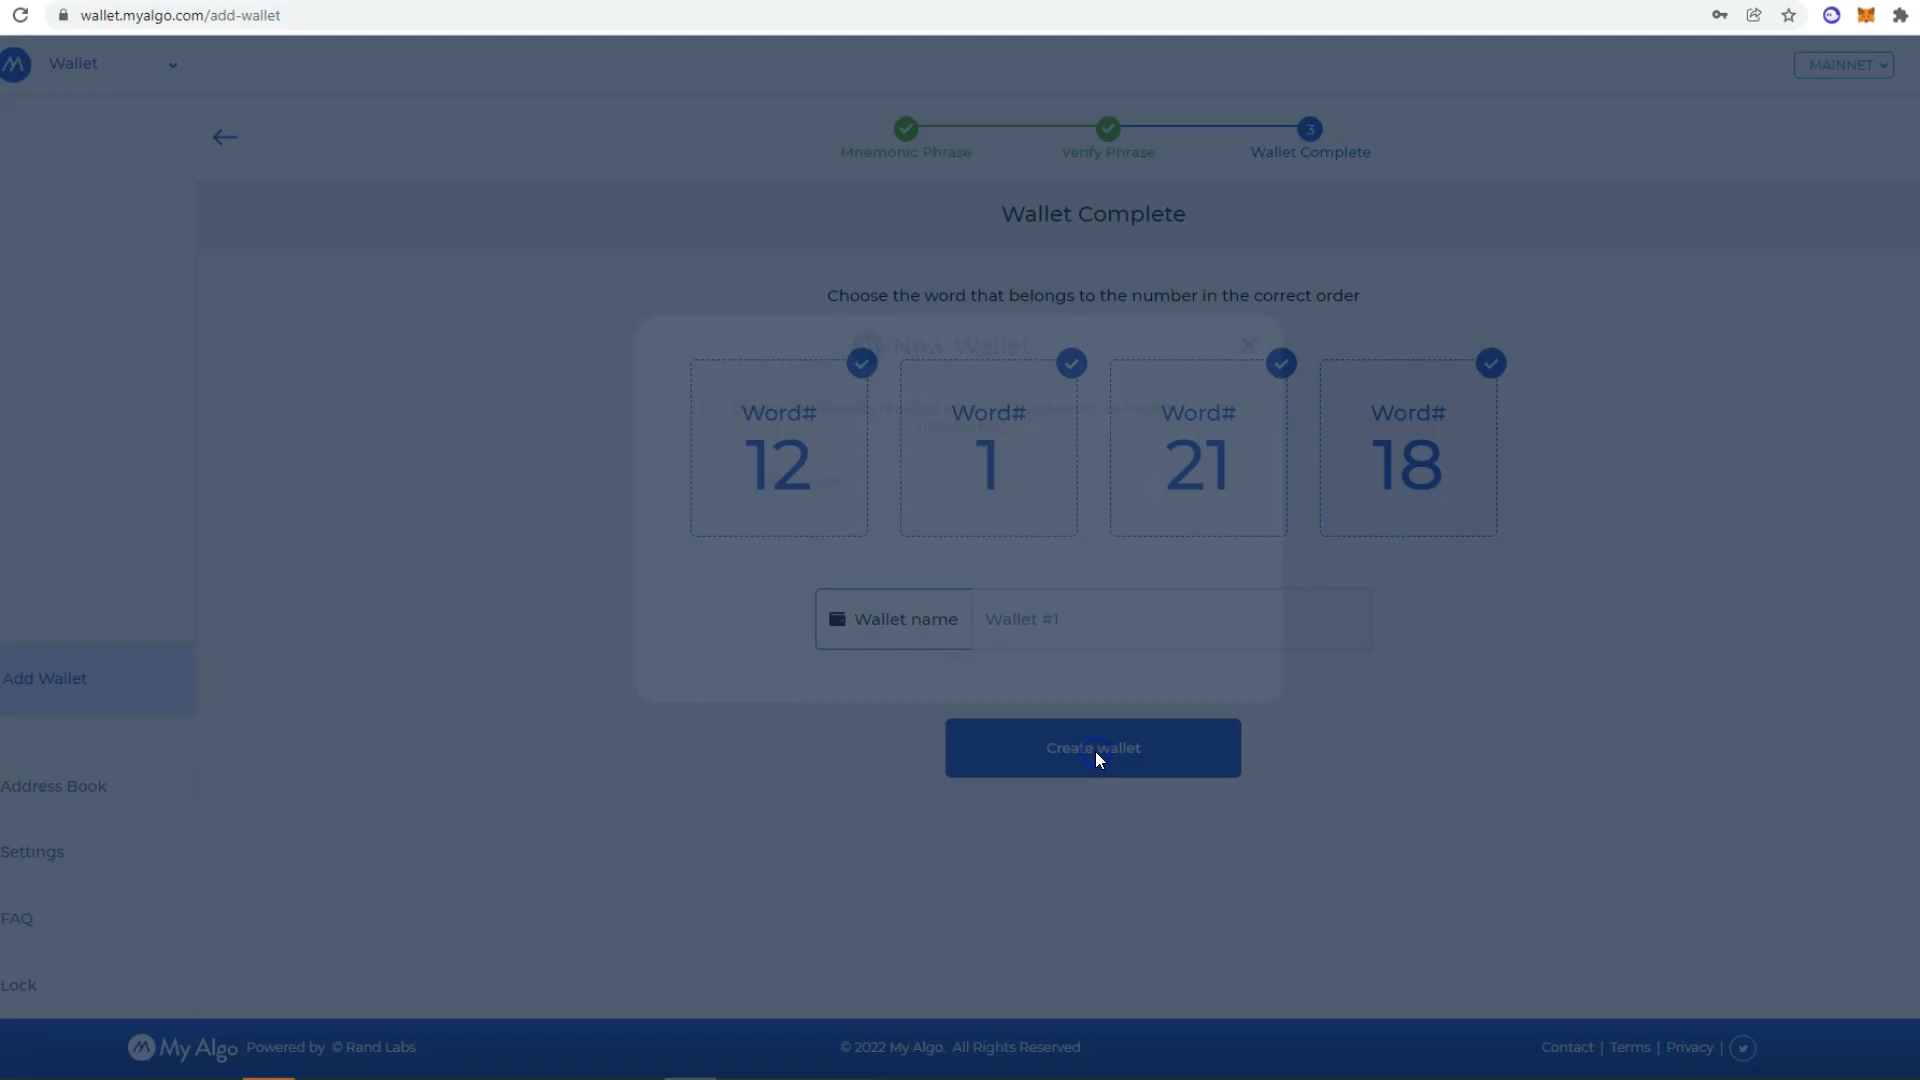 wallet.myalgo.com/add-wallet
Wallet
MAINNET
Mnemonic Phrase
Verify Phrase
3
Wallet Complete
Wallet Complete
Choose the word that belongs to the number in the correct order
New Wallet
Word#
12
Word#
1
Word#
21
Word#
18
Wallet name
Wallet #1
Add Wallet
Create wallet
Address Book
Settings
FAQ
Lock
My Algo Powered by © Rand Labs
© 2022 My Algo. All Rights Reserved
Contact | Terms | Privacy |